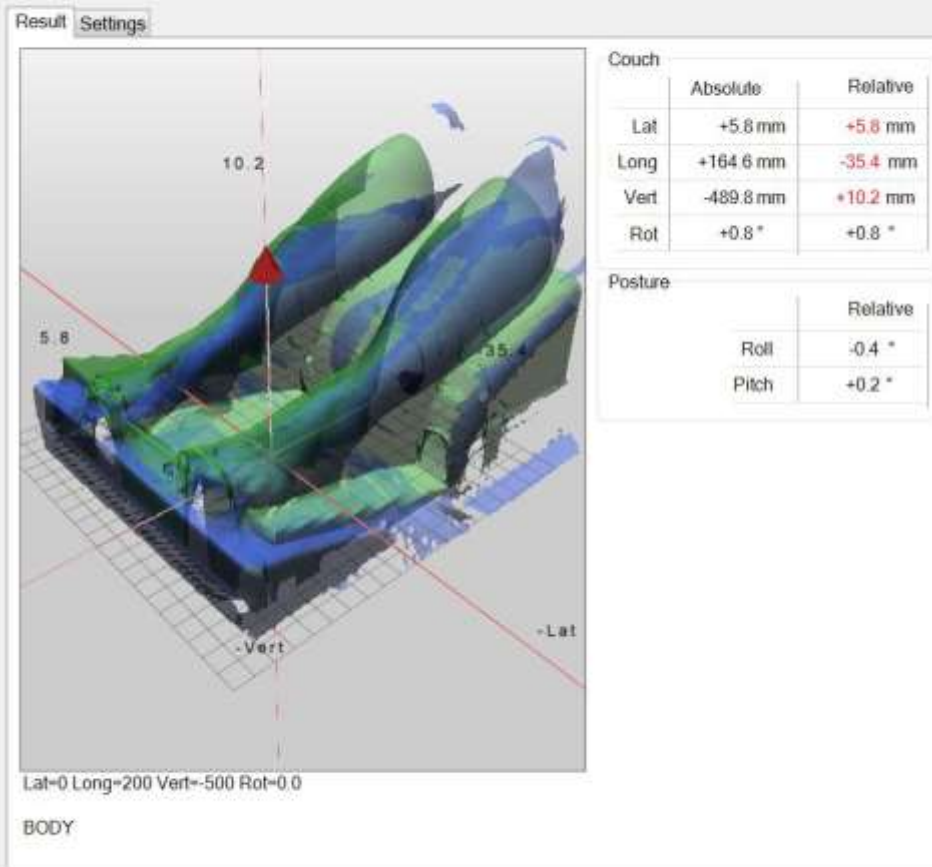 Result Settings
Couch
Absolute Relative
Lat +5.8 mm +5.8 mm
Long +164.6 mm -35.4 mm
Vert -489.8 mm +10.2 mm
Rot +0.8 ° +0.8 °
Posture
Relative
Roll -0.4 °
Pitch +0.2 °
10.2
5.8
-35.4
-Lat
-Vert
Lat=0 Long=200 Vert=-500 Rot=0.0
BODY